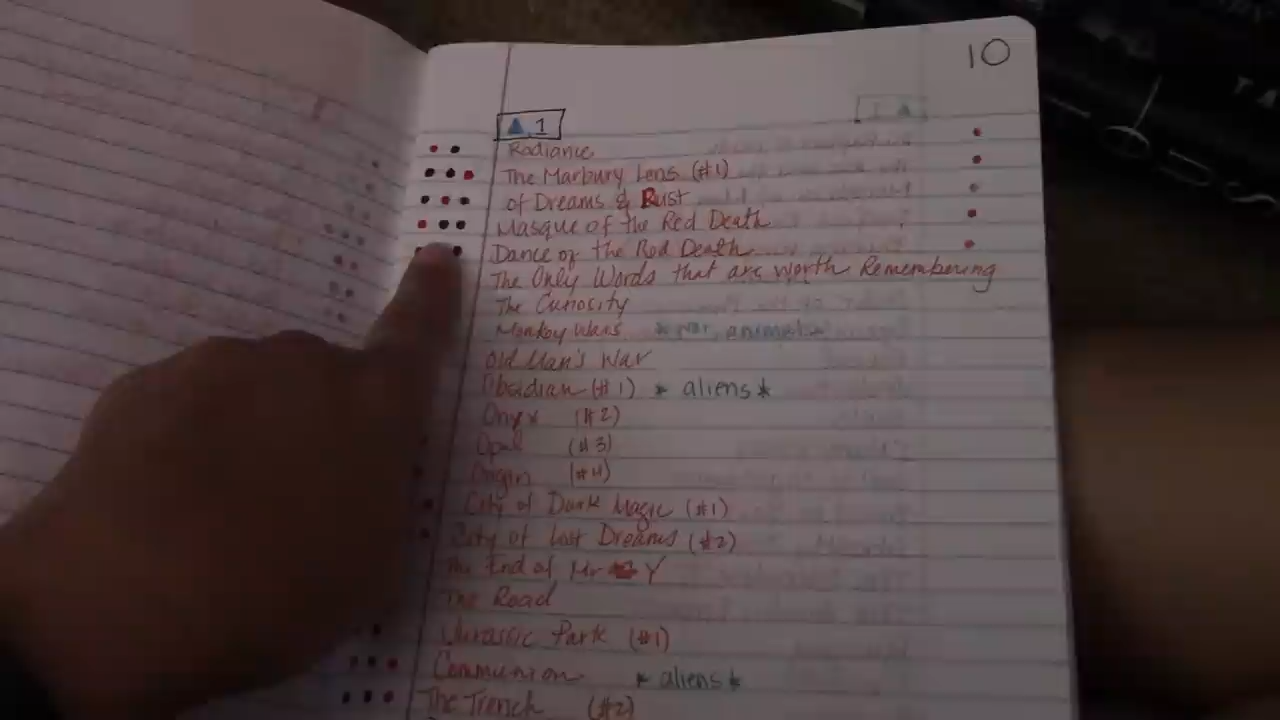 10
▲ 1
Radiance
The Marbury Lens (#1)
of Dreams & Rust
Masque of the Red Death
Dance of the Red Death
The Only Words that are worth Remembering
The Curiosity
Monkey Wars * war, animals *
Old Man's War
Obsidian (#1) * aliens *
Onyx (#2)
Opal (#3)
Origin (#4)
City of Dark Magic (#1)
City of Lost Dreams (#2)
The End of Mr Y
The Road
Jurassic Park (#1)
Communion * aliens *
The Trench (#2)